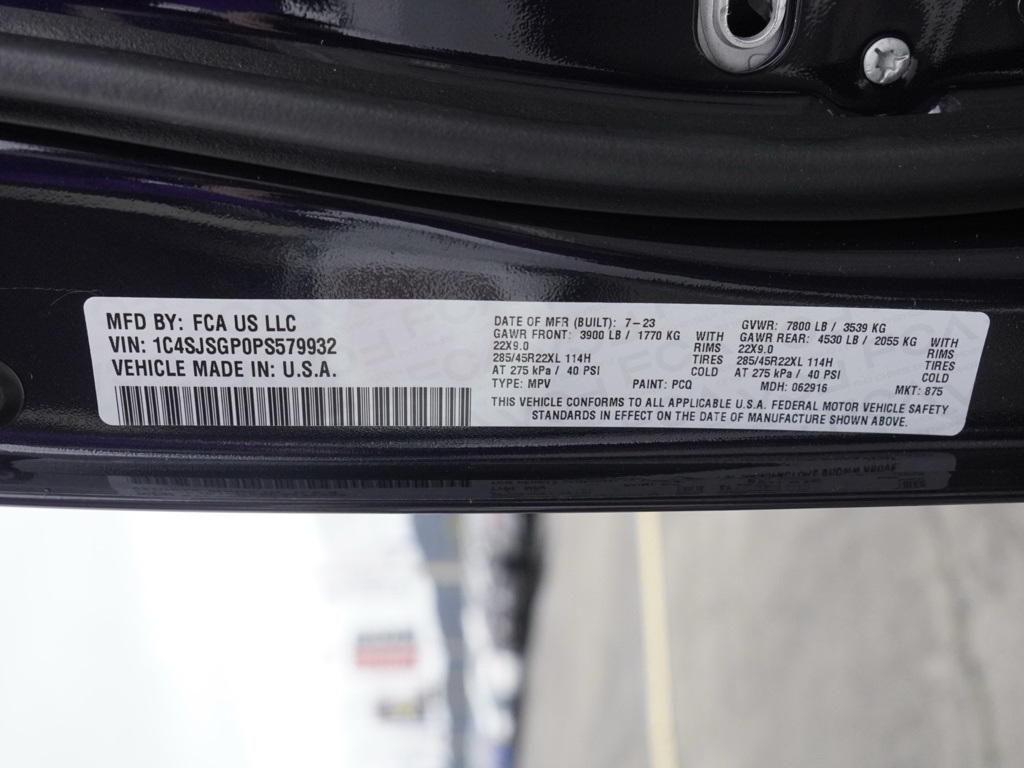 MFD BY: FCA US LLC
VIN: 1C4SJSGP0PS579932
VEHICLE MADE IN: U.S.A.
DATE OF MFR (BUILT): 7-23
GAWR FRONT: 3900 LB / 1770 KG WITH
22X9.0 RIMS
285/45R22XL 114H TIRES
AT 275 kPa / 40 PSI COLD
TYPE: MPV PAINT: PCQ
GVWR: 7800 LB / 3539 KG
GAWR REAR: 4530 LB / 2055 KG WITH
22X9.0 RIMS
285/45R22XL 114H TIRES
AT 275 kPa / 40 PSI COLD
MDH: 062916 MKT: 875
THIS VEHICLE CONFORMS TO ALL APPLICABLE U.S.A. FEDERAL MOTOR VEHICLE SAFETY
STANDARDS IN EFFECT ON THE DATE OF MANUFACTURE SHOWN ABOVE.